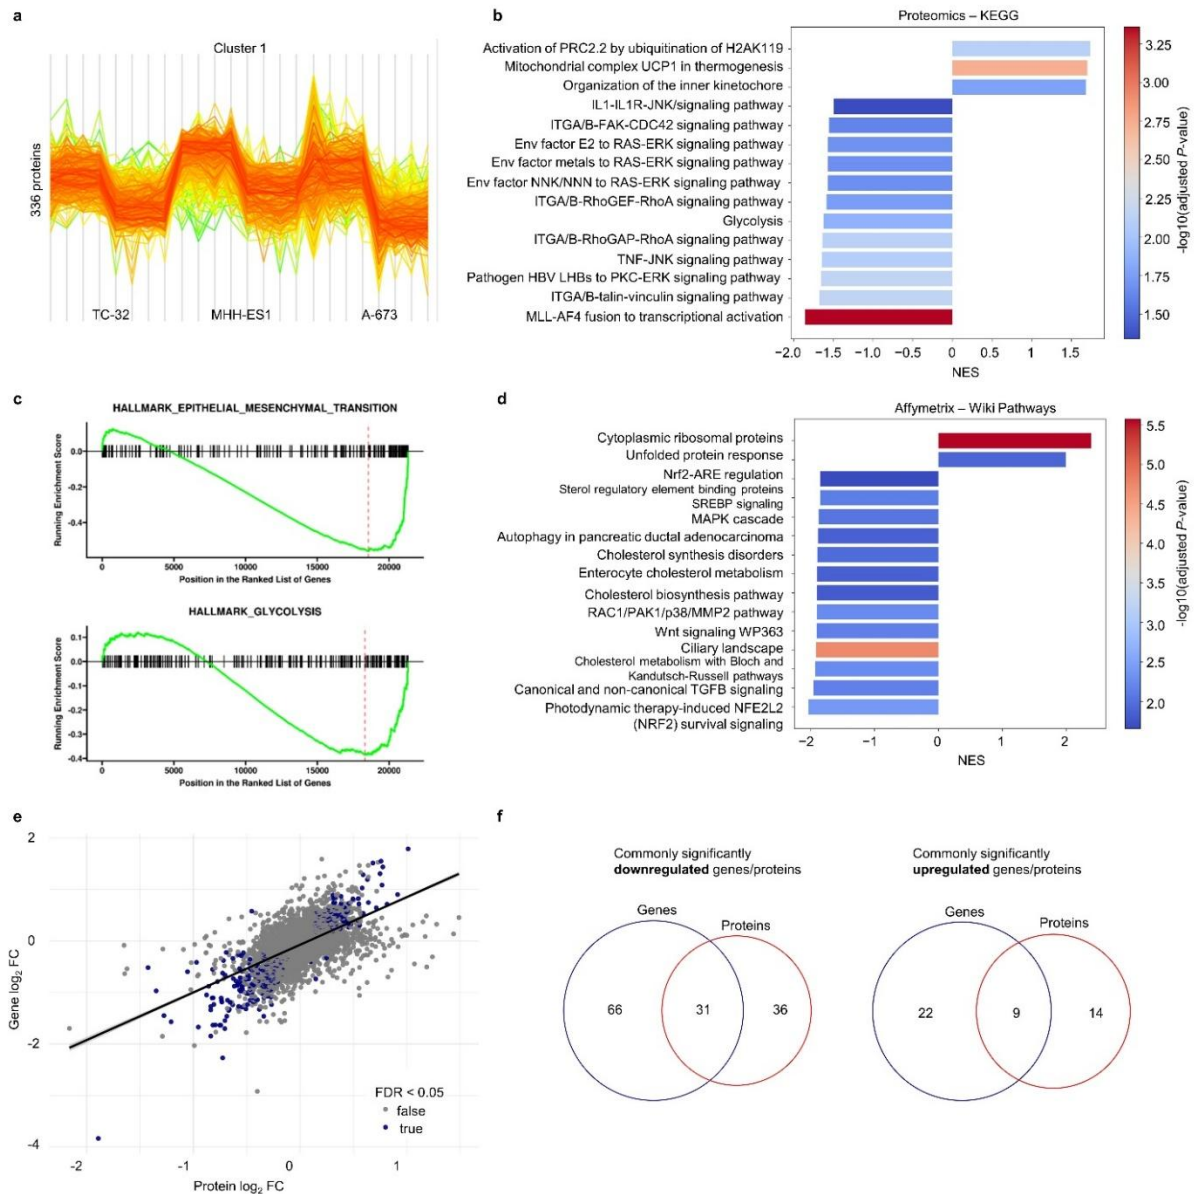 a
Cluster 1
336 proteins
TC-32
MHH-ES1
A-673
b
Proteomics – KEGG
Activation of PRC2.2 by ubiquitination of H2AK119
Mitochondrial complex UCP1 in thermogenesis
Organization of the inner kinetochore
IL1-IL1R-JNK/signaling pathway
ITGA/B-FAK-CDC42 signaling pathway
Env factor E2 to RAS-ERK signaling pathway
Env factor metals to RAS-ERK signaling pathway
Env factor NNK/NNN to RAS-ERK signaling pathway
ITGA/B-RhoGEF-RhoA signaling pathway
Glycolysis
ITGA/B-RhoGAP-RhoA signaling pathway
TNF-JNK signaling pathway
Pathogen HBV LHBs to PKC-ERK signaling pathway
ITGA/B-talin-vinculin signaling pathway
MLL-AF4 fusion to transcriptional activation
-2.0 -1.5 -1.0 -0.5 0 0.5 1.0 1.5
NES
3.25
3.00
2.75
2.50
2.25
2.00
1.75
1.50
-log10(adjusted P-value)
c
HALLMARK_EPITHELIAL_MESENCHYMAL_TRANSITION
Running Enrichment Score
0.0
-0.2
-0.4
0 5000 10000 15000 20000
Position in the Ranked List of Genes
HALLMARK_GLYCOLYSIS
Running Enrichment Score
0.1
0.0
-0.1
-0.2
-0.3
-0.4
0 5000 10000 15000 20000
Position in the Ranked List of Genes
d
Affymetrix – Wiki Pathways
Cytoplasmic ribosomal proteins
Unfolded protein response
Nrf2-ARE regulation
Sterol regulatory element binding proteins
SREBP signaling
MAPK cascade
Autophagy in pancreatic ductal adenocarcinoma
Cholesterol synthesis disorders
Enterocyte cholesterol metabolism
Cholesterol biosynthesis pathway
RAC1/PAK1/p38/MMP2 pathway
Wnt signaling WP363
Ciliary landscape
Cholesterol metabolism with Bloch and
Kandutsch-Russell pathways
Canonical and non-canonical TGFB signaling
Photodynamic therapy-induced NFE2L2
(NRF2) survival signaling
-2 -1 0 1 2
NES
5.5
5.0
4.5
4.0
3.5
3.0
2.5
2.0
-log10(adjusted P-value)
e
Gene log2 FC
2
0
-2
-4
FDR < 0.05
false
true
-2 -1 0 1
Protein log2 FC
f
Commonly significantly
downregulated genes/proteins
Genes
Proteins
66 31 36
Commonly significantly
upregulated genes/proteins
Genes
Proteins
22 9 14